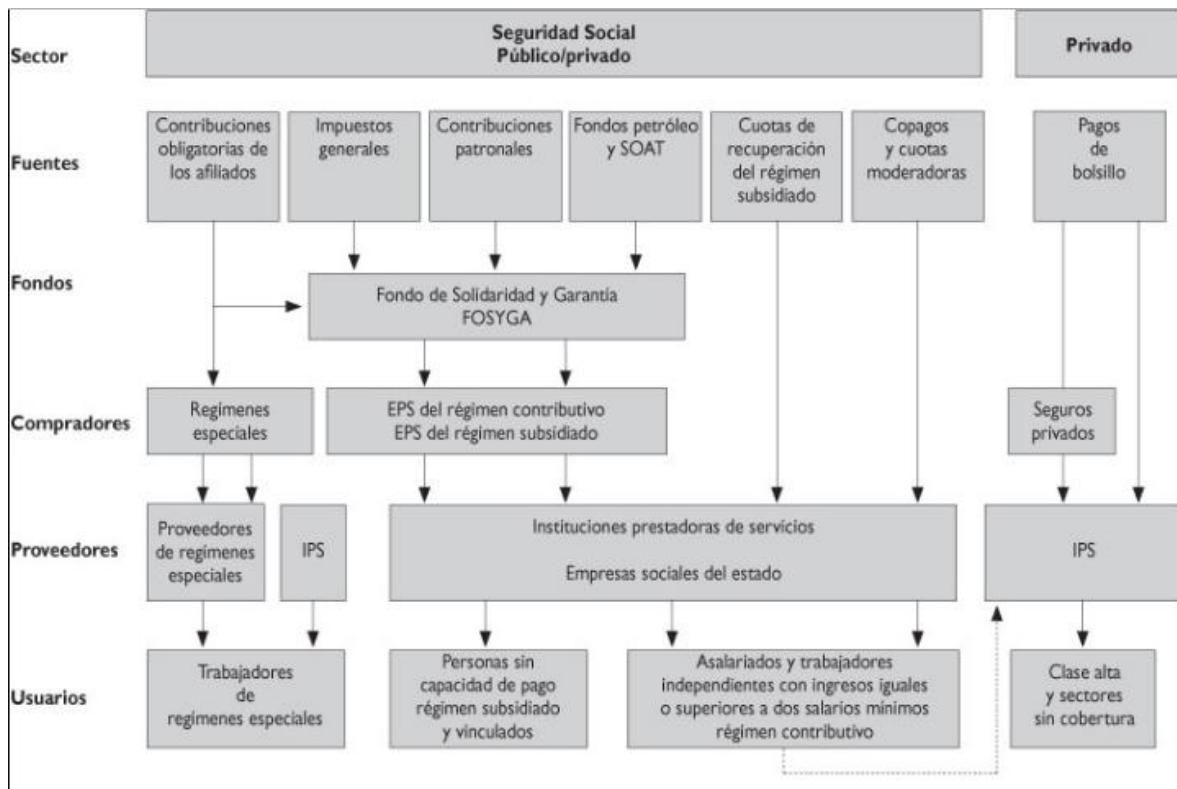 Sector
Seguridad Social
Público/privado
Privado
Fuentes
Contribuciones
obligatorias de
los afiliados
Impuestos
generales
Contribuciones
patronales
Fondos petróleo
y SOAT
Cuotas de
recuperación
del régimen
subsidiado
Copagos
y cuotas
moderadoras
Pagos
de
bolsillo
Fondos
Fondo de Solidaridad y Garantía
FOSYGA
Compradores
Regímenes
especiales
EPS del régimen contributivo
EPS del régimen subsidiado
Seguros
privados
Proveedores
Proveedores
de regimenes
especiales
IPS
Instituciones prestadoras de servicios
Empresas sociales del estado
IPS
Usuarios
Trabajadores
de
regimenes especiales
Personas sin
capacidad de pago
régimen subsidiado
y vinculados
Asalariados y trabajadores
independientes con ingresos iguales
o superiores a dos salarios mínimos
régimen contributivo
Clase alta
y sectores
sin cobertura